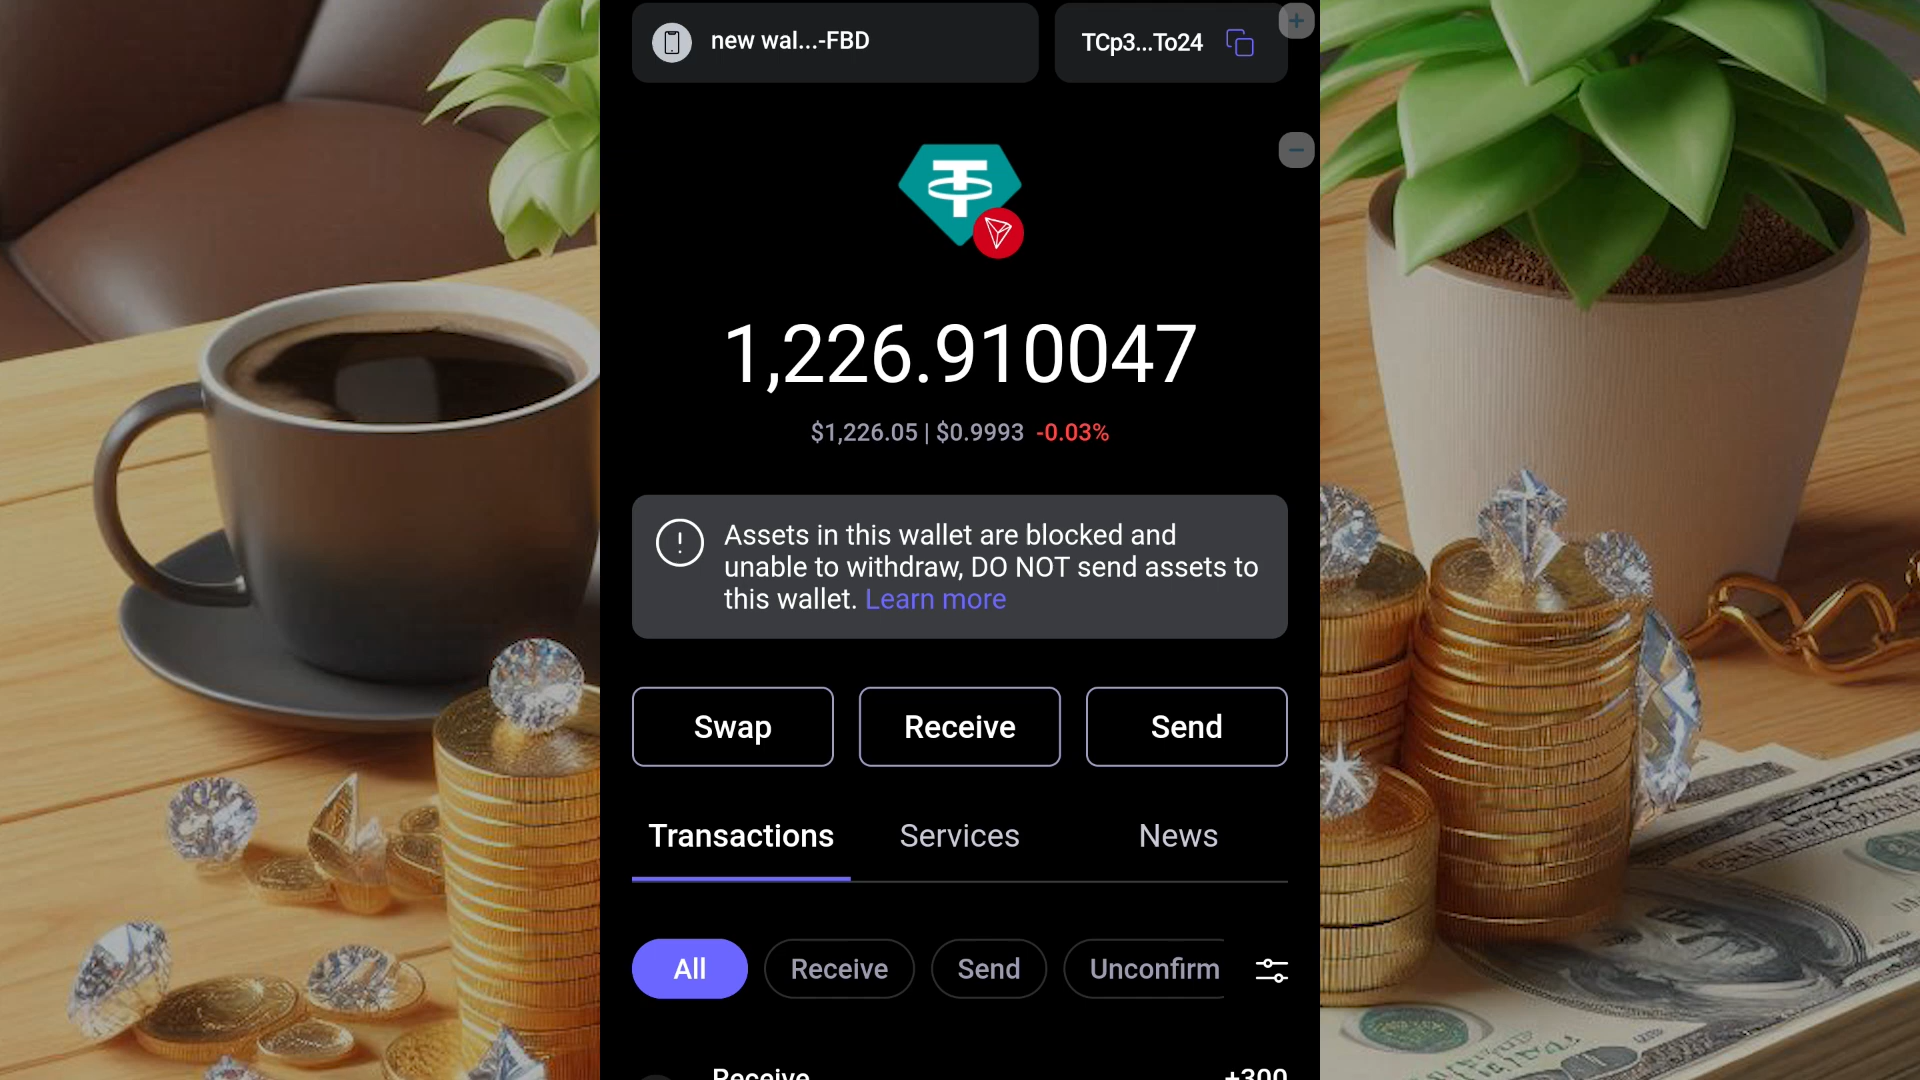 new wal...-FBD
TCp3...To24
1,226.910047
$1,226.05 | $0.9993 -0.03%
Assets in this wallet are blocked and
unable to withdraw, DO NOT send assets to
this wallet. Learn more
Swap Receive Send
Transactions Services News
All Receive Send Unconfirm
Receive +300